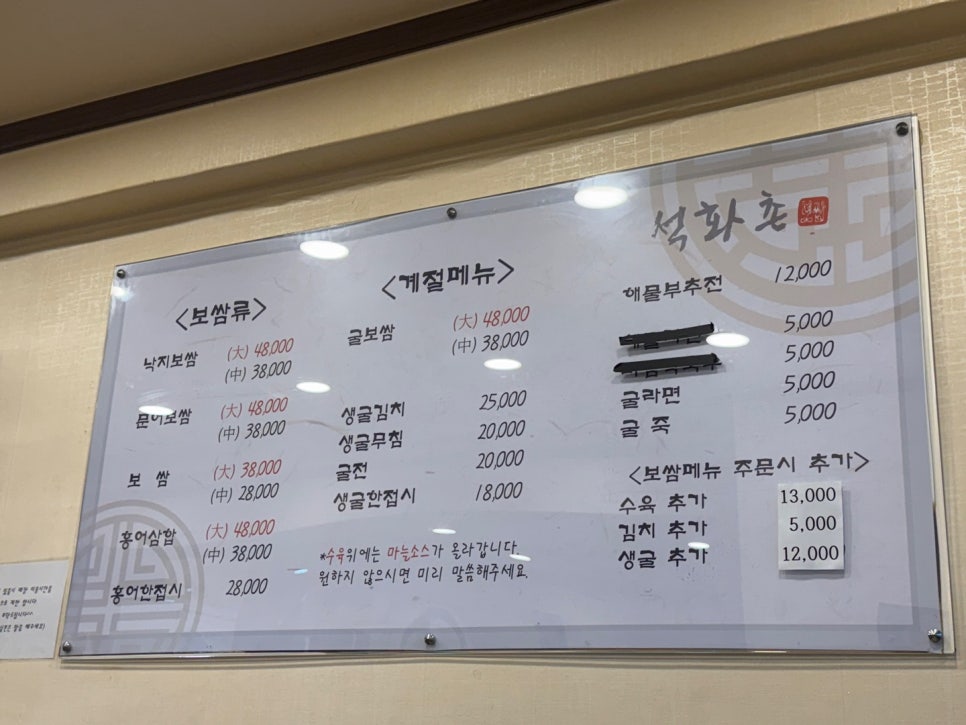 <보쌈류>
낙지보쌈 (大) 48,000
(中) 38,000
문어보쌈 (大) 48,000
(中) 38,000
보 쌈 (大) 38,000
(中) 28,000
홍어삼합 (大) 48,000
(中) 38,000
홍어한접시 28,000
<계절메뉴>
굴보쌈 (大) 48,000
(中) 38,000
생굴김치 25,000
생굴무침 20,000
굴전 20,000
생굴한접시 18,000
*수육위에는 마늘소스가 올라갑니다.
원하지 않으시면 미리 말씀해주세요.
석화촌
해물부추전 12,000
5,000
5,000
굴라면 5,000
굴 죽 5,000
<보쌈메뉴 주문시 추가>
수육 추가 13,000
김치 추가 5,000
생굴 추가 12,000